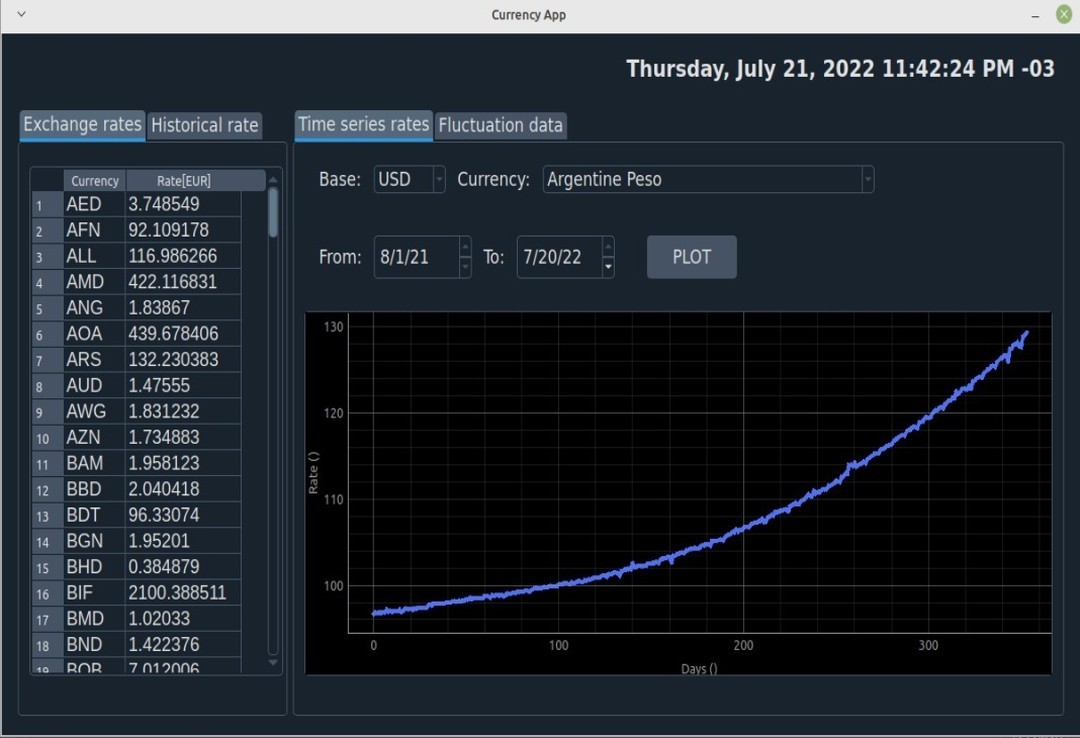 Currency App
Thursday, July 21, 2022 11:42:24 PM -03
Exchange rates Historical rate
Currency Rate[EUR]
1 AED 3.748549
2 AFN 92.109178
3 ALL 116.986266
4 AMD 422.116831
5 ANG 1.83867
6 AOA 439.678406
7 ARS 132.230383
8 AUD 1.47555
9 AWG 1.831232
10 AZN 1.734883
11 BAM 1.958123
12 BBD 2.040418
13 BDT 96.33074
14 BGN 1.95201
15 BHD 0.384879
16 BIF 2100.388511
17 BMD 1.02033
18 BND 1.422376
19 BOB 7.012006
Time series rates Fluctuation data
Base: USD Currency: Argentine Peso
From: 8/1/21 To: 7/20/22 PLOT
130
120
110
100
Rate ()
0 100 200 300
Days ()